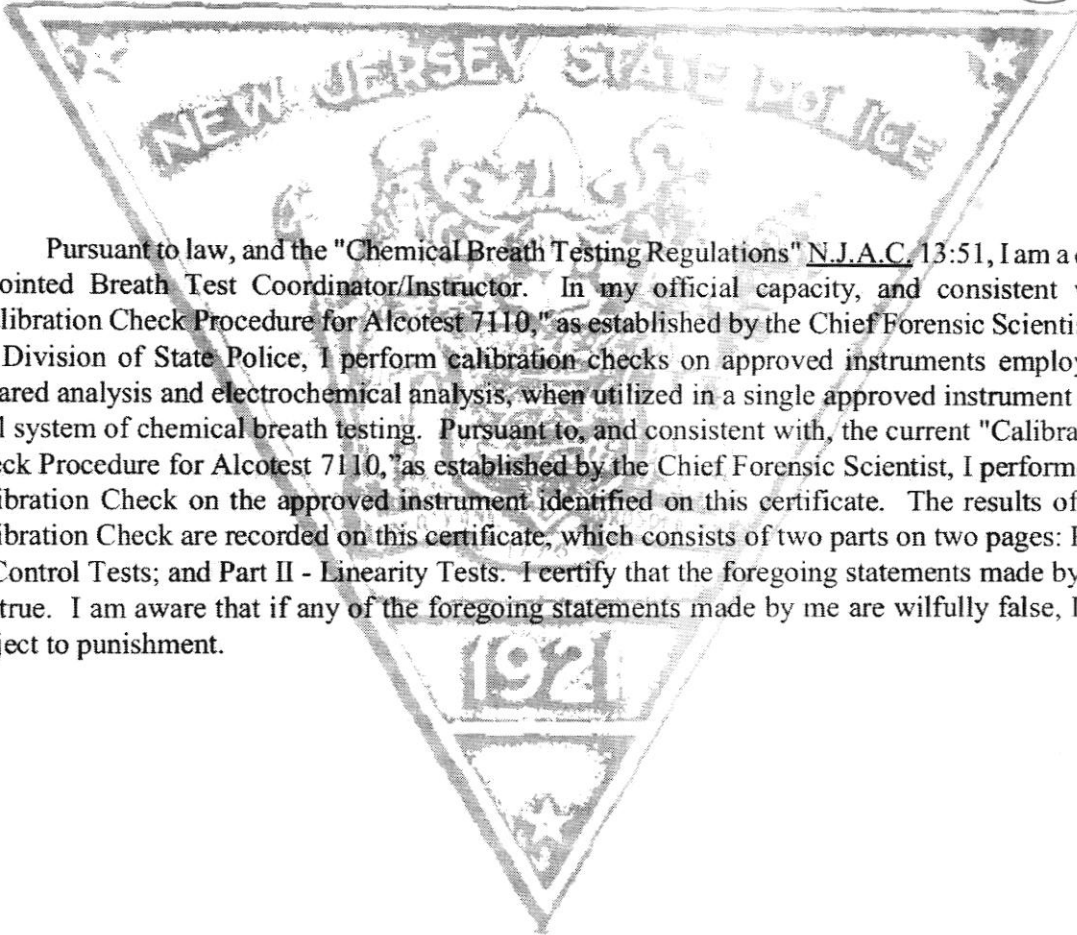 NEW JERSEY STATE POLICE
Pursuant to law, and the "Chemical Breath Testing Regulations" N.J.A.C. 13:51, I am a
ointed Breath Test Coordinator/Instructor. In my official capacity, and consistent
libration Check Procedure for Alcotest 7110," as established by the Chief Forensic Scienti
Division of State Police, I perform calibration checks on approved instruments employ
ared analysis and electrochemical analysis, when utilized in a single approved instrument
l system of chemical breath testing. Pursuant to, and consistent with, the current "Calibra
ck Procedure for Alcotest 7110," as established by the Chief Forensic Scientist, I perform
ibration Check on the approved instrument identified on this certificate. The results of
ibration Check are recorded on this certificate, which consists of two parts on two pages:
Control Tests; and Part II - Linearity Tests. I certify that the foregoing statements made by
true. I am aware that if any of the foregoing statements made by me are wilfully false, I
ject to punishment.
1921